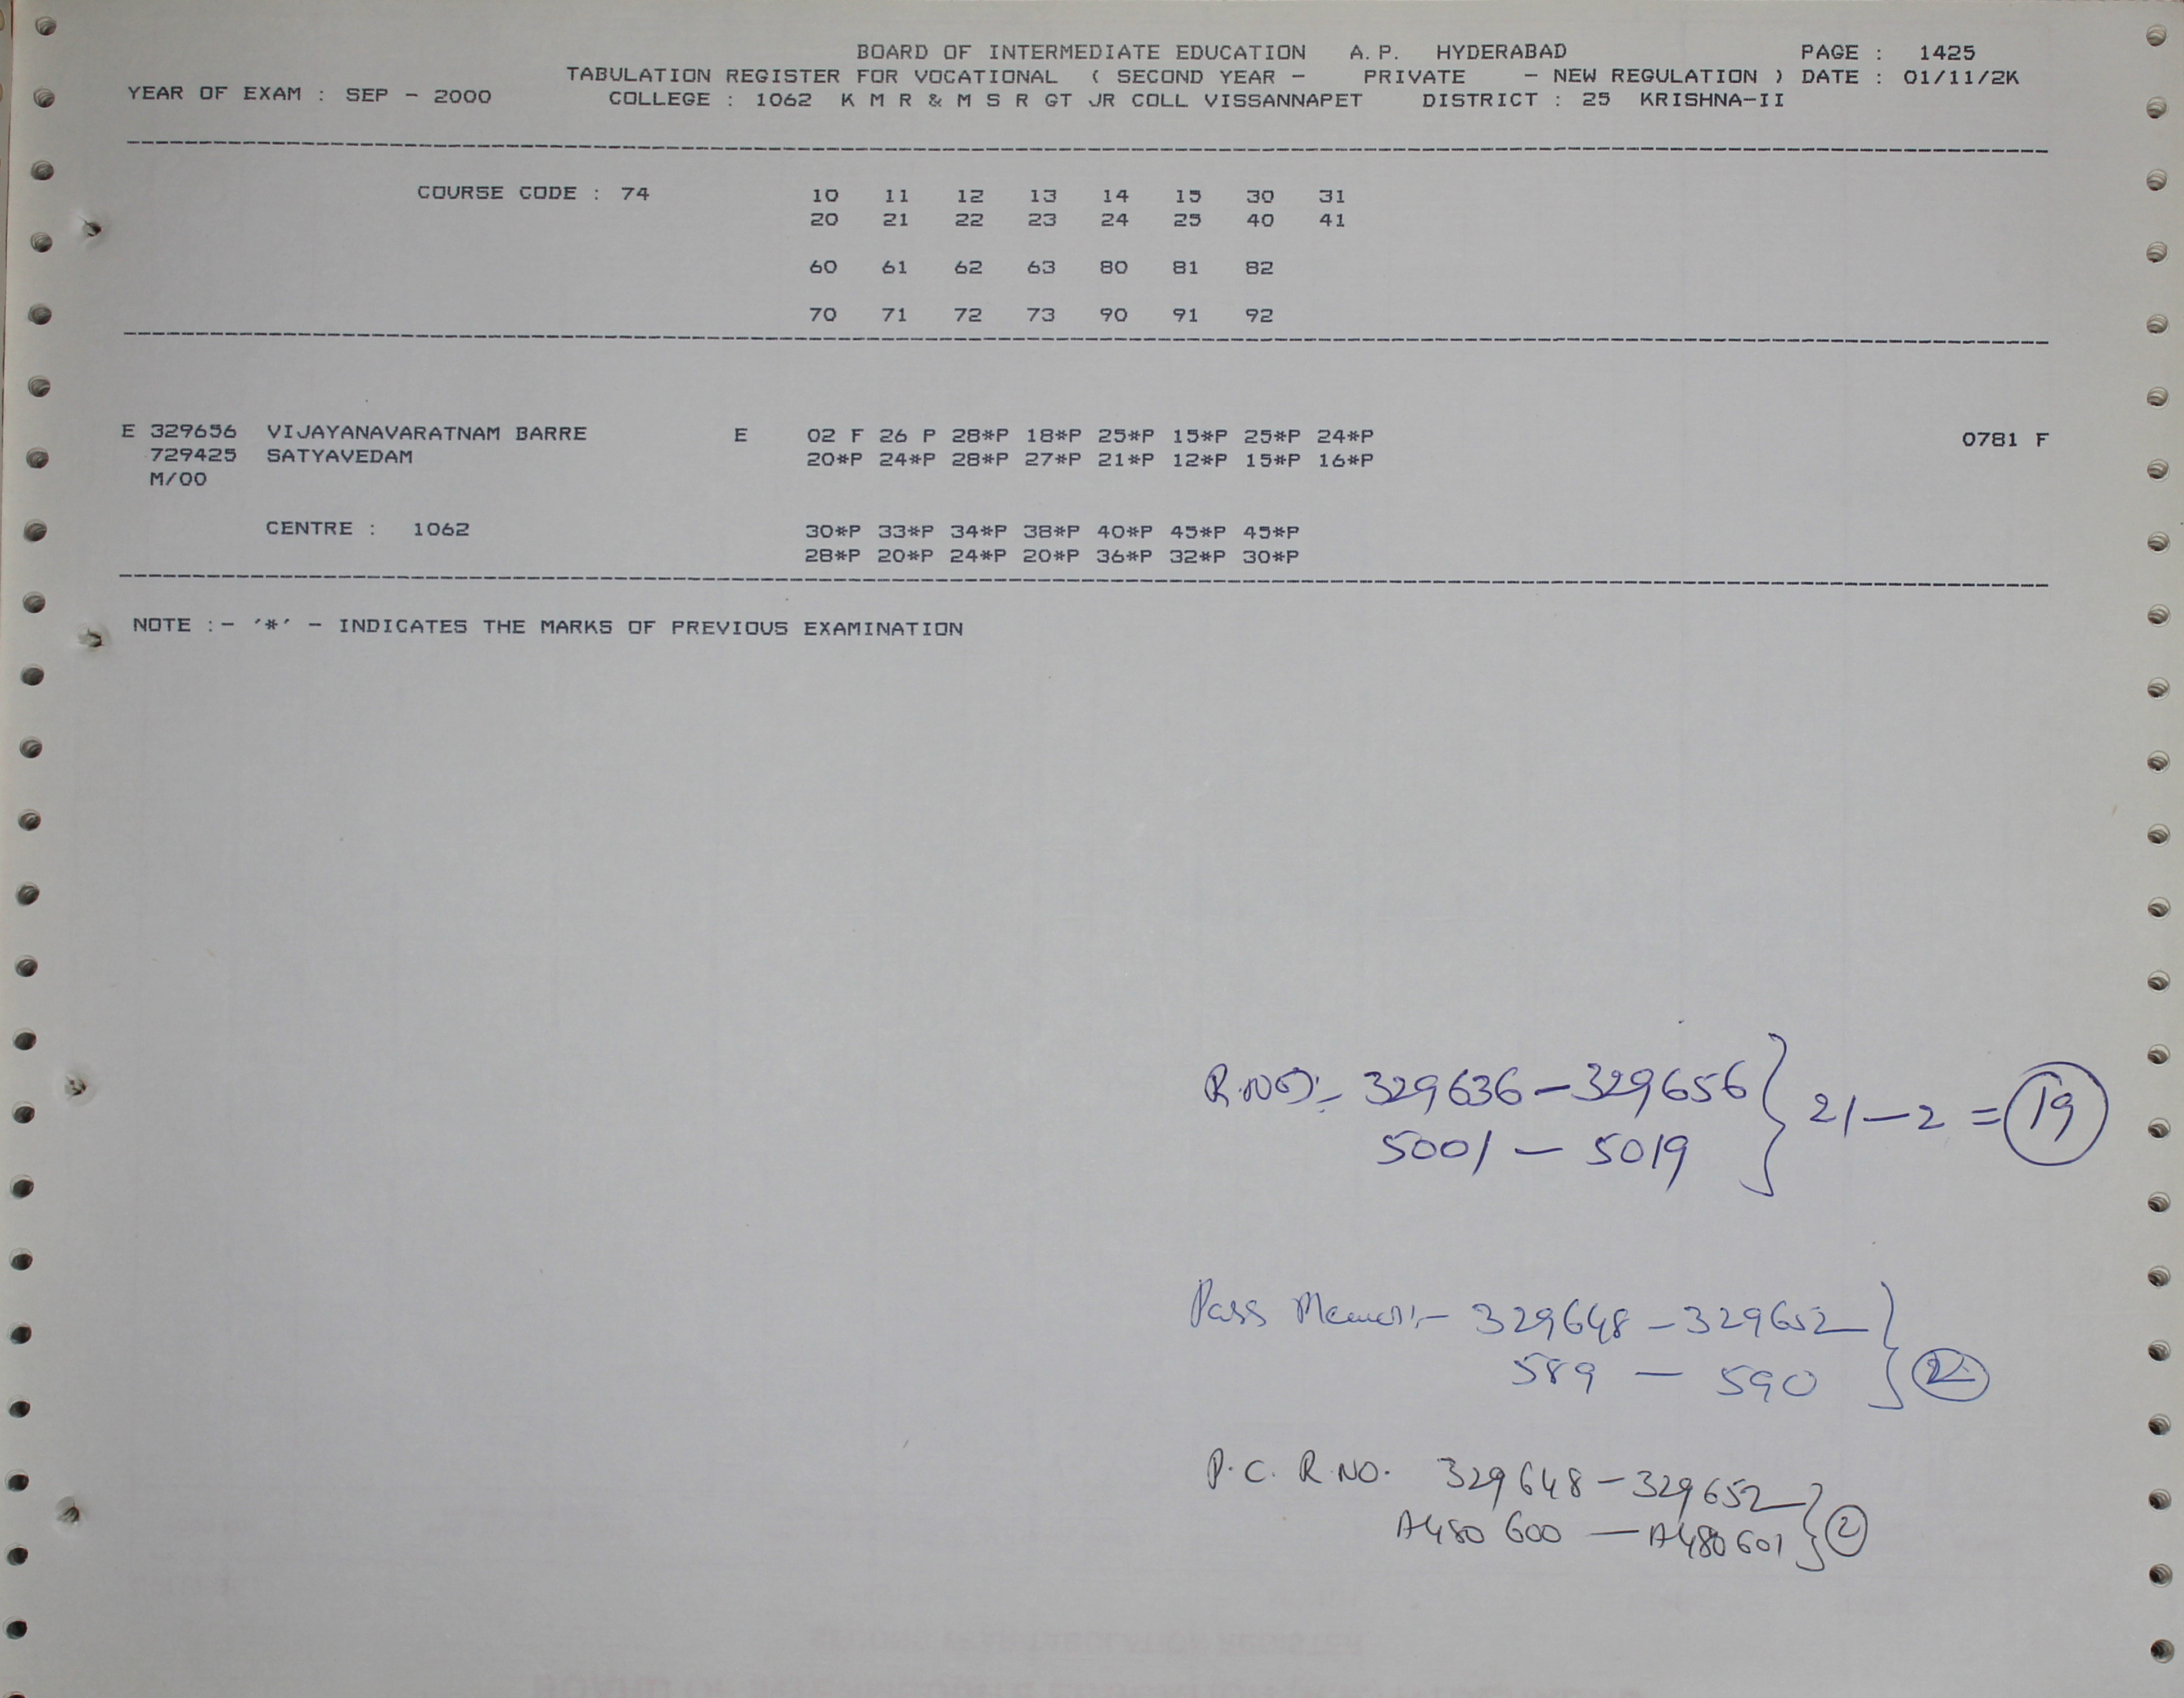 BOARD OF INTERMEDIATE EDUCATION A.P. HYDERABAD PAGE : 1425
TABULATION REGISTER FOR VOCATIONAL ( SECOND YEAR - PRIVATE - NEW REGULATION ) DATE : 01/11/2K
YEAR OF EXAM : SEP - 2000 COLLEGE : 1062 K M R & M S R GT JR COLL VISSANNAPET DISTRICT : 25 KRISHNA-II
COURSE CODE : 74 10 11 12 13 14 15 30 31
20 21 22 23 24 25 40 41
60 61 62 63 80 81 82
70 71 72 73 90 91 92
E 329656 VIJAYANAVARATNAM BARRE E 02 F 26 P 28*P 18*P 25*P 15*P 25*P 24*P 0781 F
729425 SATYAVEDAM 20*P 24*P 28*P 27*P 21*P 12*P 15*P 16*P
M/00
CENTRE : 1062 30*P 33*P 34*P 38*P 40*P 45*P 45*P
28*P 20*P 24*P 20*P 36*P 32*P 30*P
NOTE :- '*' - INDICATES THE MARKS OF PREVIOUS EXAMINATION
329636 - 329656 } 21 - 2 = 19
5001 - 5019
Pass 329648 - 329652 } 2
589 - 590
P.C. R.NO. 329648 - 329652 } 2
A480600 - A480601